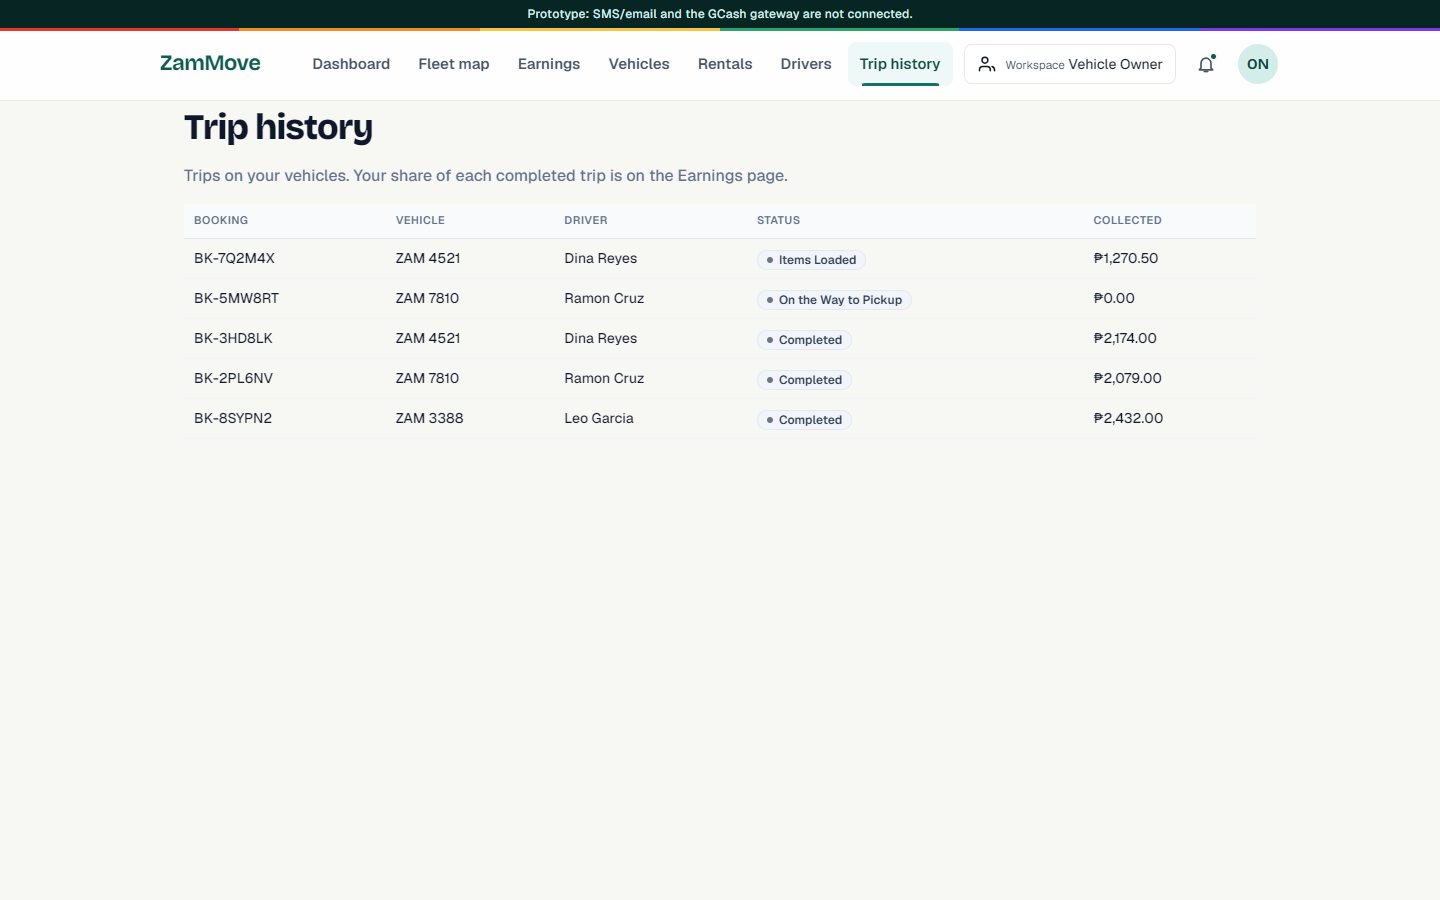 Prototype: SMS/email and the GCash gateway are not connected.
ZamMove Dashboard Fleet map Earnings Vehicles Rentals Drivers Trip history Workspace Vehicle Owner ON
Trip history
Trips on your vehicles. Your share of each completed trip is on the Earnings page.
BOOKING VEHICLE DRIVER STATUS COLLECTED
BK-7Q2M4X ZAM 4521 Dina Reyes Items Loaded ₱1,270.50
BK-5MW8RT ZAM 7810 Ramon Cruz On the Way to Pickup ₱0.00
BK-3HD8LK ZAM 4521 Dina Reyes Completed ₱2,174.00
BK-2PL6NV ZAM 7810 Ramon Cruz Completed ₱2,079.00
BK-8SYPN2 ZAM 3388 Leo Garcia Completed ₱2,432.00